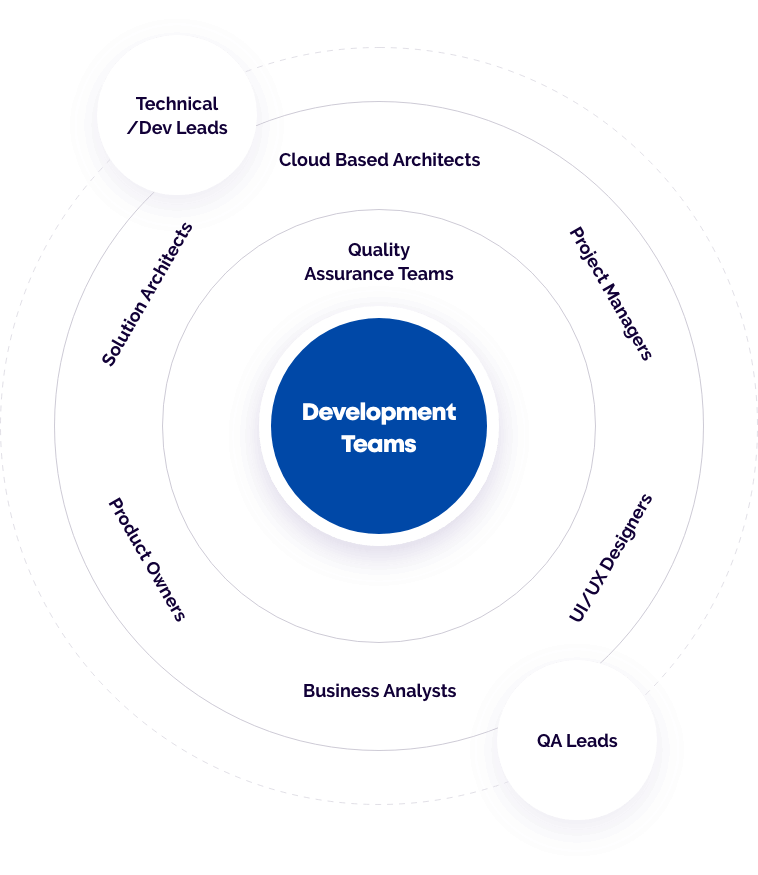 Technical
/Dev Leads
Cloud Based Architects
Quality
Assurance Teams
Solution Architects
Project Managers
Development
Teams
Product Owners
UI/UX Designers
Business Analysts
QA Leads